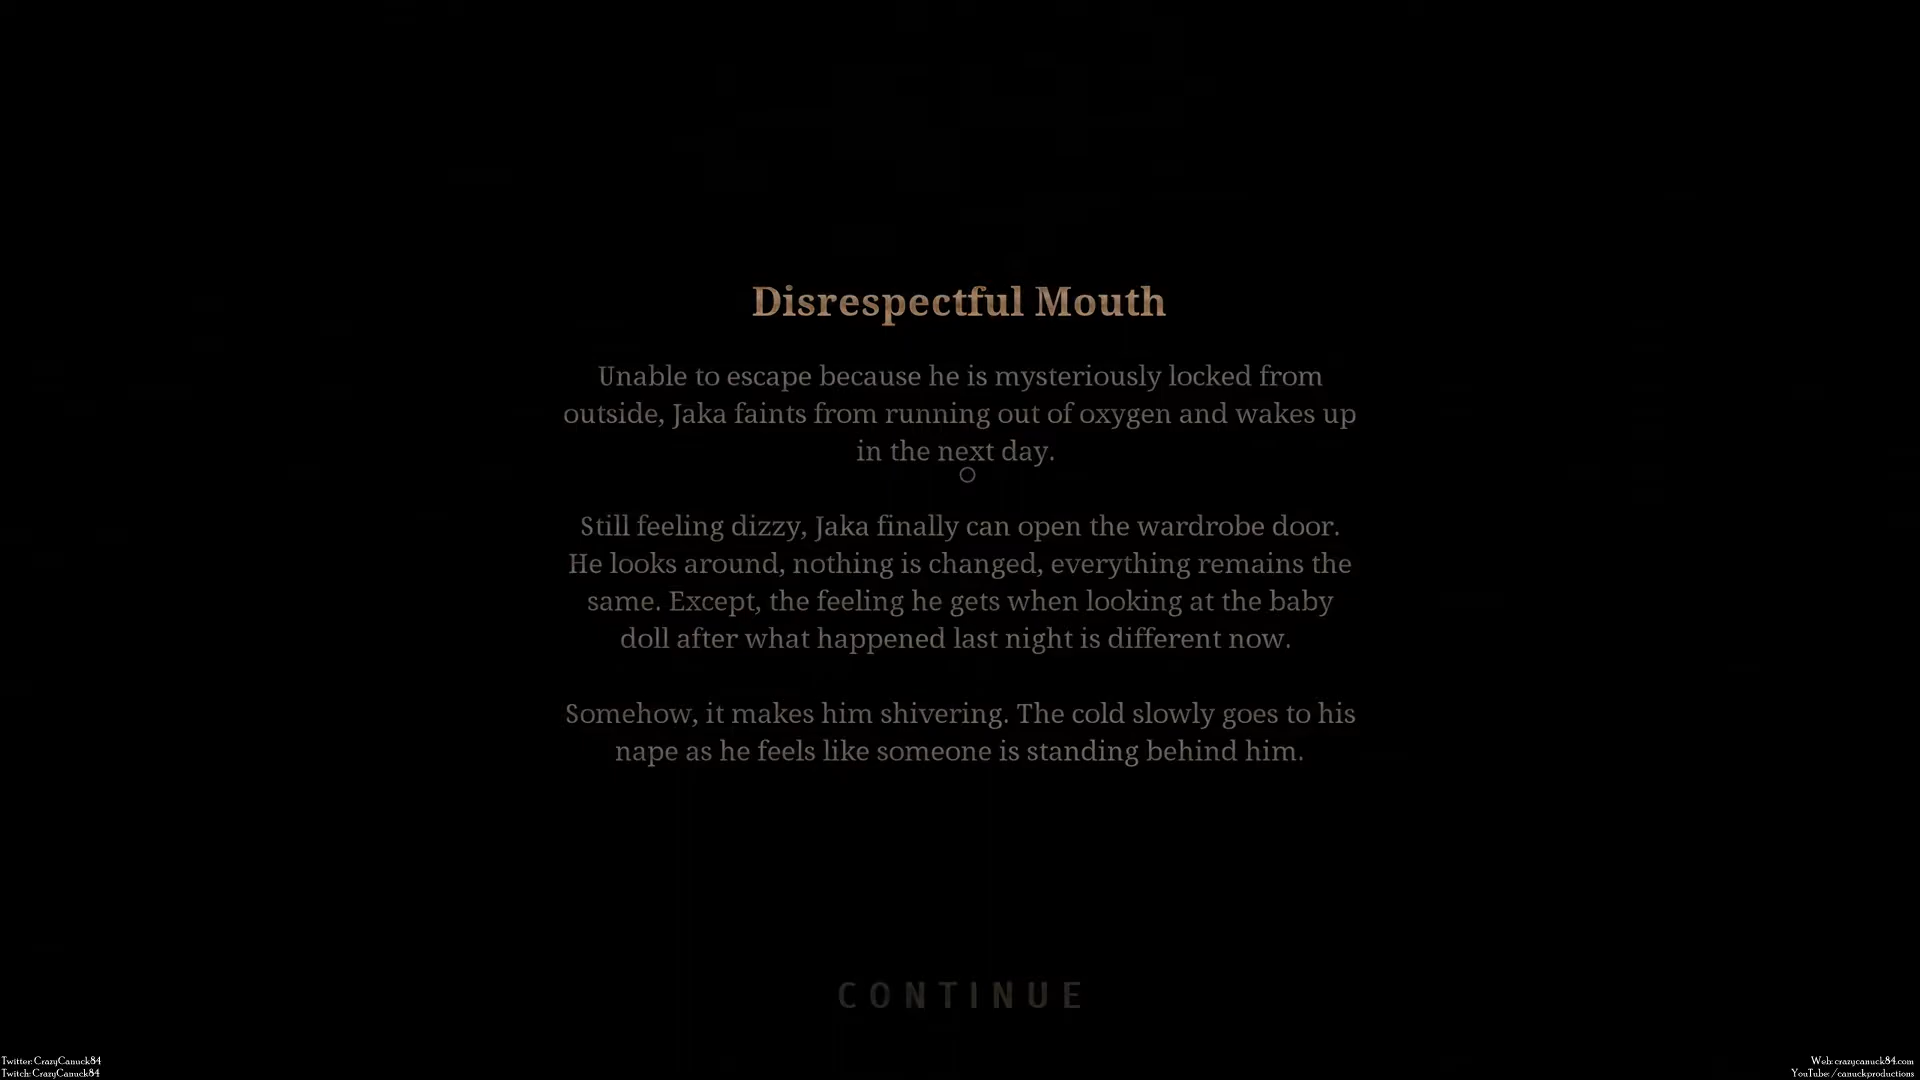 Disrespectful Mouth
Unable to escape because he is mysteriously locked from
outside, Jaka faints from running out of oxygen and wakes up
in the next day.
Still feeling dizzy, Jaka finally can open the wardrobe door.
He looks around, nothing is changed, everything remains the
same. Except, the feeling he gets when looking at the baby
doll after what happened last night is different now.
Somehow, it makes him shivering. The cold slowly goes to his
nape as he feels like someone is standing behind him.
CONTINUE
Twitter: CrazyCanuck84
Twitch: CrazyCanuck84
Web: crazycanuck84.com
YouTube: /canuckproductions